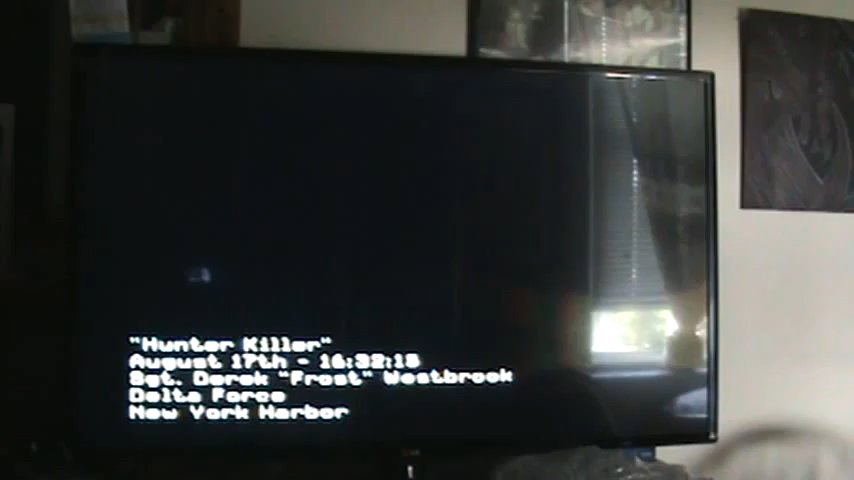 "Hunter Killer"
August 17th - 16:32:15
Sgt. Derek "Frost" Westbrook
Delta Force
New York Harbor